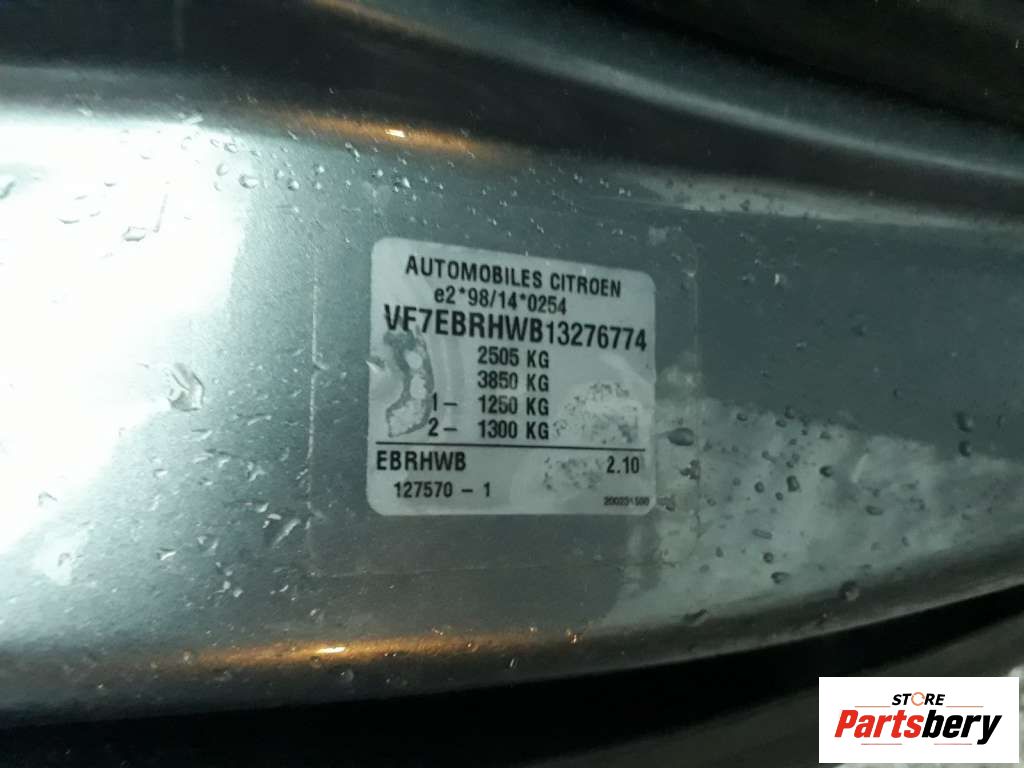 AUTOMOBILES CITROEN
e2*98/14*0254
VF7EBRHWB13276774
2505 KG
3850 KG
1- 1250 KG
2- 1300 KG
EBRHWB 2.10
127570 - 1
STORE
Partsbery